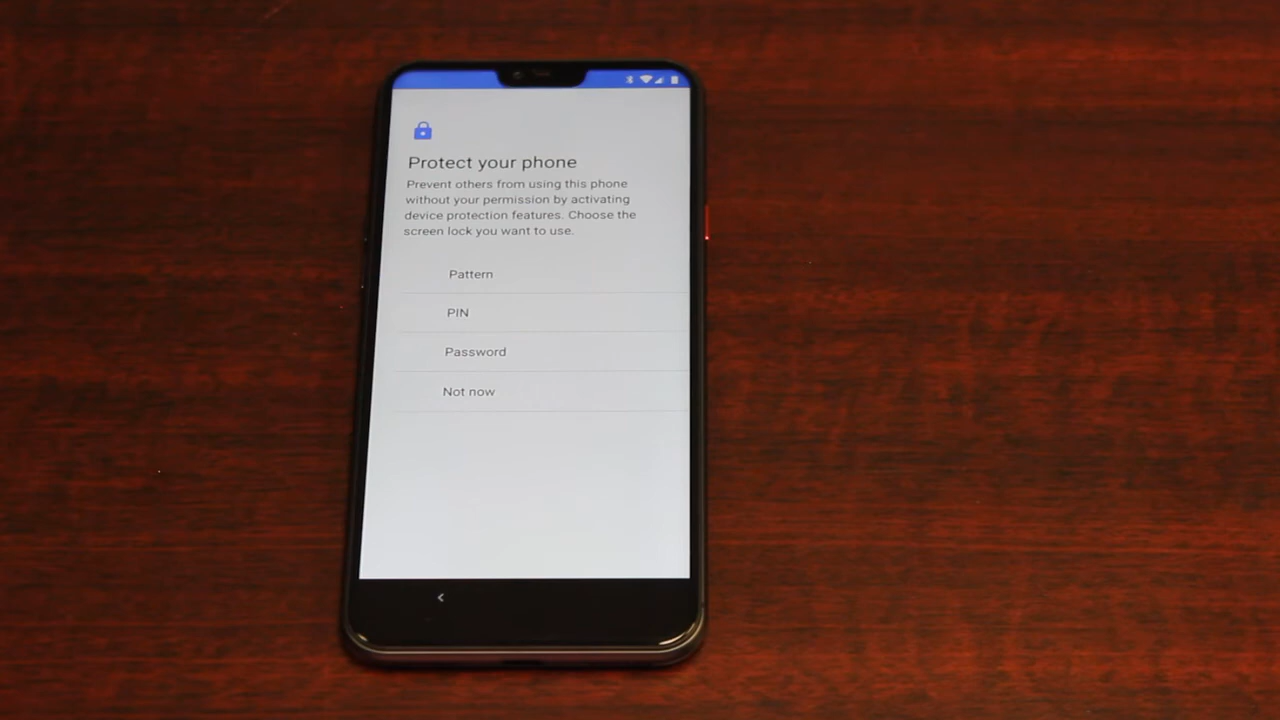 Protect your phone
Prevent others from using this phone
without your permission by activating
device protection features. Choose the
screen lock you want to use.
Pattern
PIN
Password
Not now